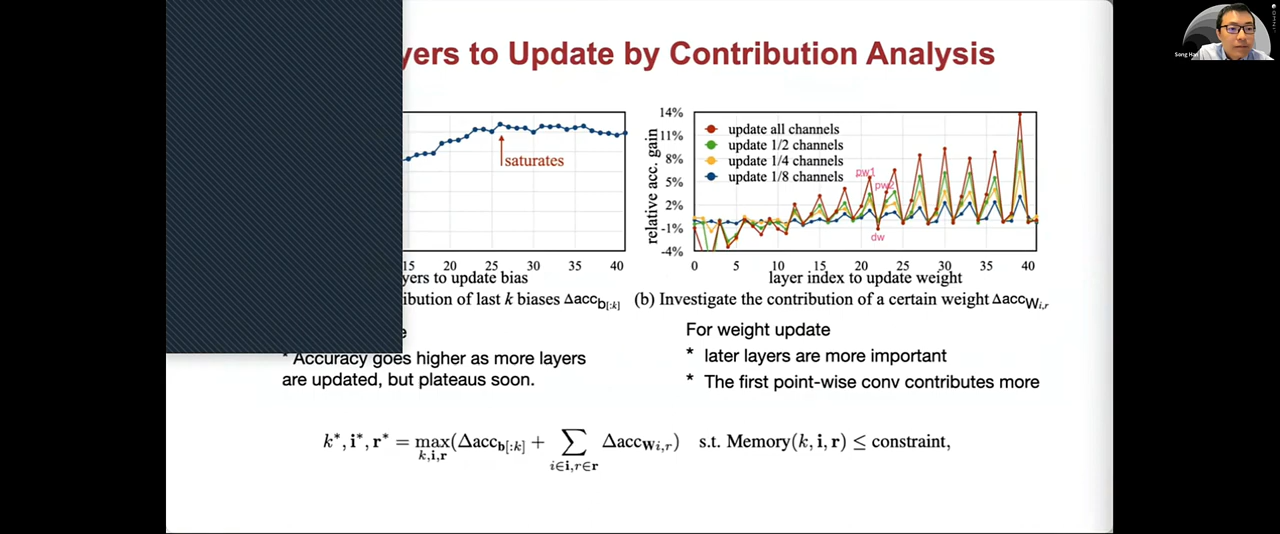 yers to Update by Contribution Analysis
saturates
15 20 25 30 35 40
yers to update bias
ibution of last k biases Δacc_b[:k]
e
* Accuracy goes higher as more layers
are updated, but plateaus soon.
14%
11%
8%
5%
2%
-1%
-4%
relative acc. gain
update all channels
update 1/2 channels
update 1/4 channels
update 1/8 channels
pw1
pw2
dw
0 5 10 15 20 25 30 35 40
layer index to update weight
(b) Investigate the contribution of a certain weight Δacc_Wi,r
For weight update
* later layers are more important
* The first point-wise conv contributes more
k*, i*, r* = max_{k,i,r}(Δacc_b[:k] + ∑_{i∈i,r∈r} Δacc_Wi,r) s.t. Memory(k, i, r) ≤ constraint,